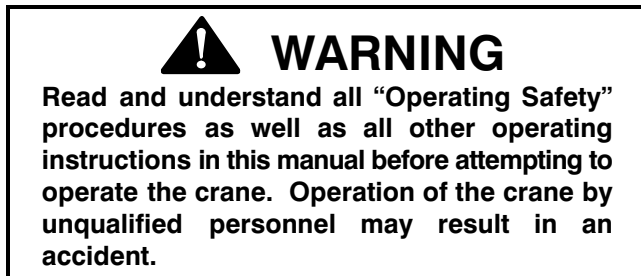 WARNING
Read and understand all “Operating Safety”
procedures as well as all other operating
instructions in this manual before attempting to
operate the crane.  Operation of the crane by
unqualified personnel may result in an
accident.